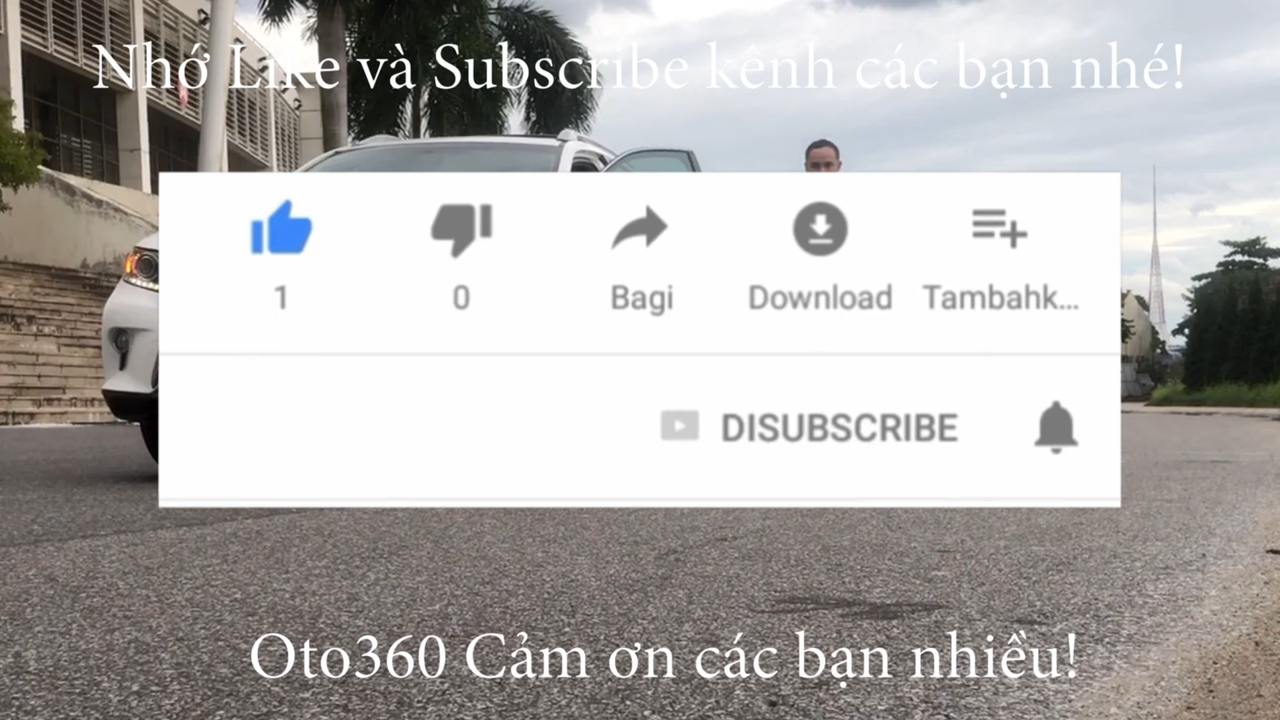 Nhớ Like và Subscribe kênh các bạn nhé!
1 0 Bagi Download Tambahk...
DISUBSCRIBE
Oto360 Cảm ơn các bạn nhiều!